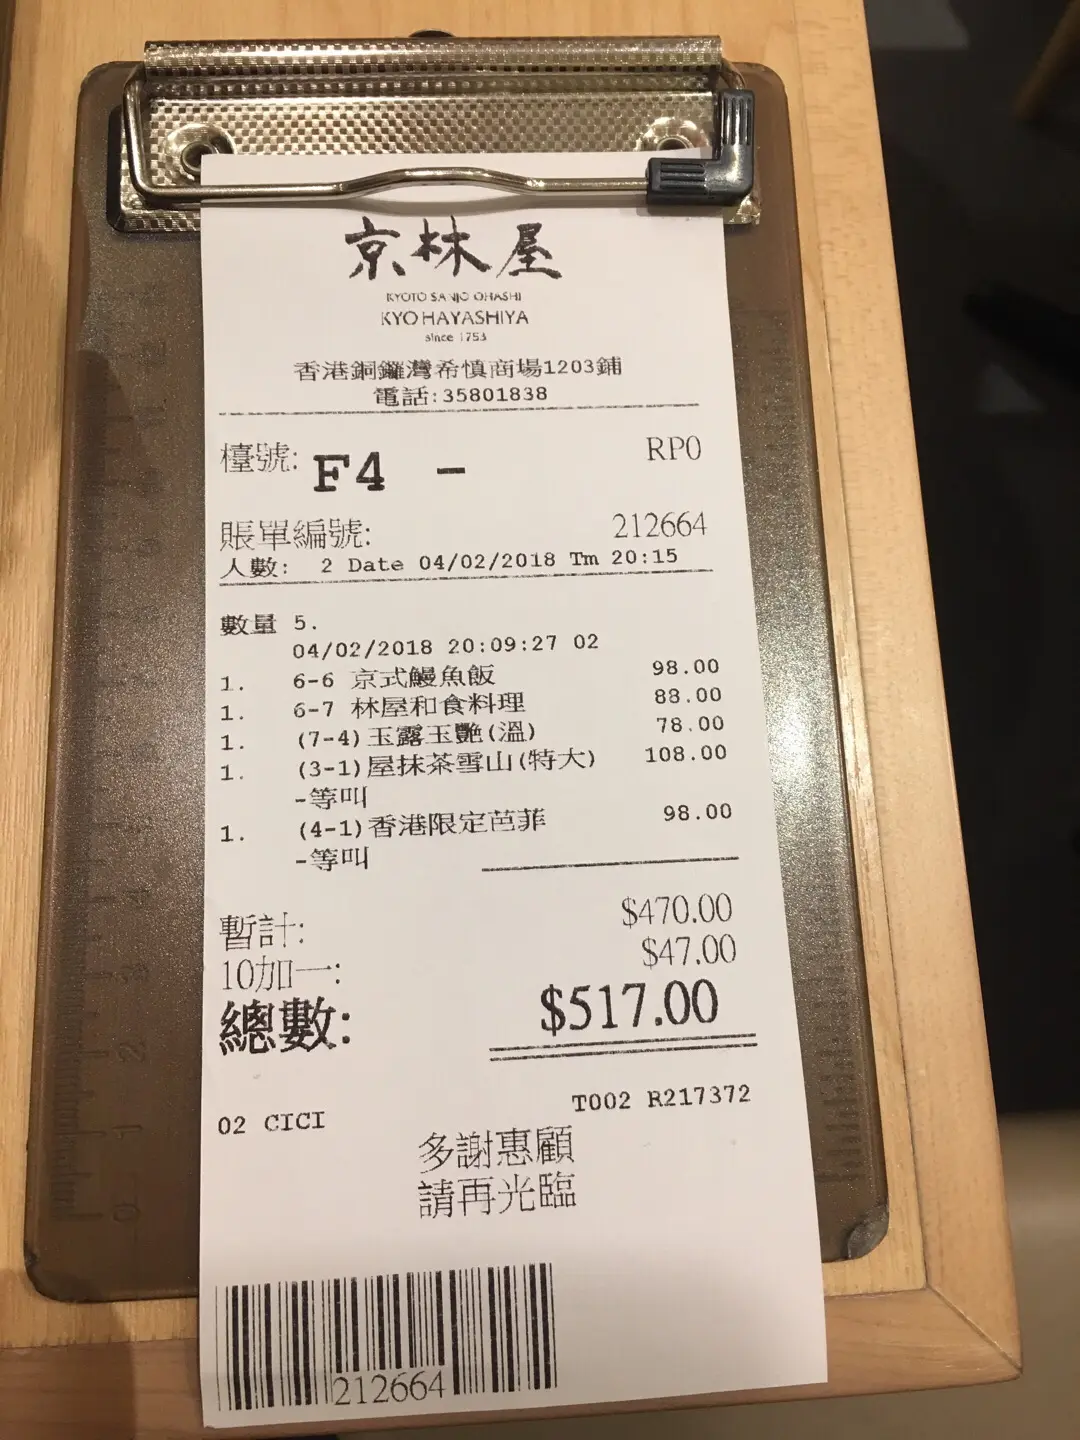 京林屋
KYOTO SANJO OHASHI
KYO HAYASHIYA
since 1753
香港銅鑼灣希慎商場1203鋪
電話:35801838
檯號: F4 - RP0
賬單編號: 212664
人數: 2 Date 04/02/2018 Tm 20:15
數量 5.
04/02/2018 20:09:27 02
1. 6-6 京式鰻魚飯 98.00
1. 6-7 林屋和食料理 88.00
1. (7-4)玉露玉艷(溫) 78.00
1. (3-1)屋抹茶雪山(特大) 108.00
-等叫
1. (4-1)香港限定芭菲 98.00
-等叫
暫計: $470.00
10加一: $47.00
總數: $517.00
02 CICI T002 R217372
多謝惠顧
請再光臨
212664